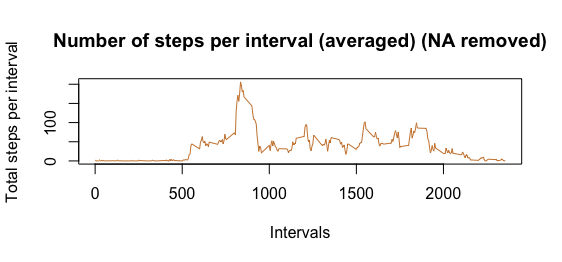 Number of steps per interval (averaged) (NA removed)
Total steps per interval
100
0
0
500
1000
1500
2000
Intervals